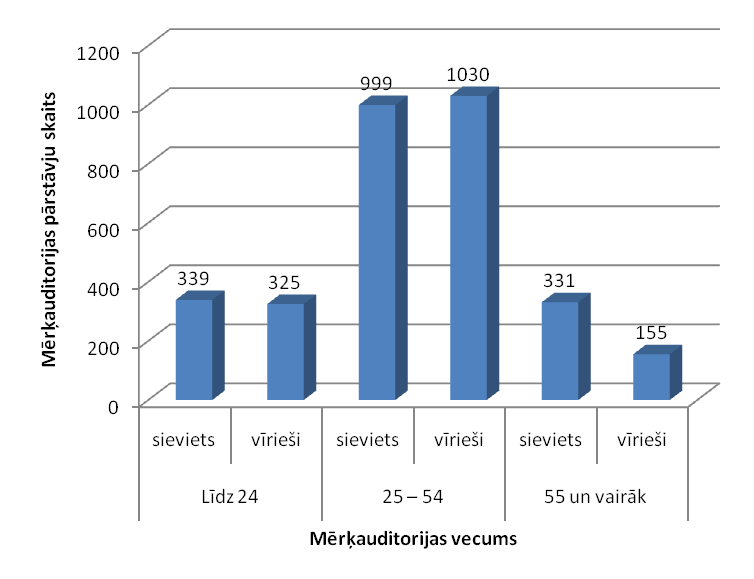 Mērķauditorijas pārstāvju skaits
1200
1000
800
600
400
200
0
339
325
999
1030
331
155
sieviets
vīrieši
sieviets
vīrieši
sieviets
vīrieši
Līdz 24
25 – 54
55 un vairāk
Mērķauditorijas vecums